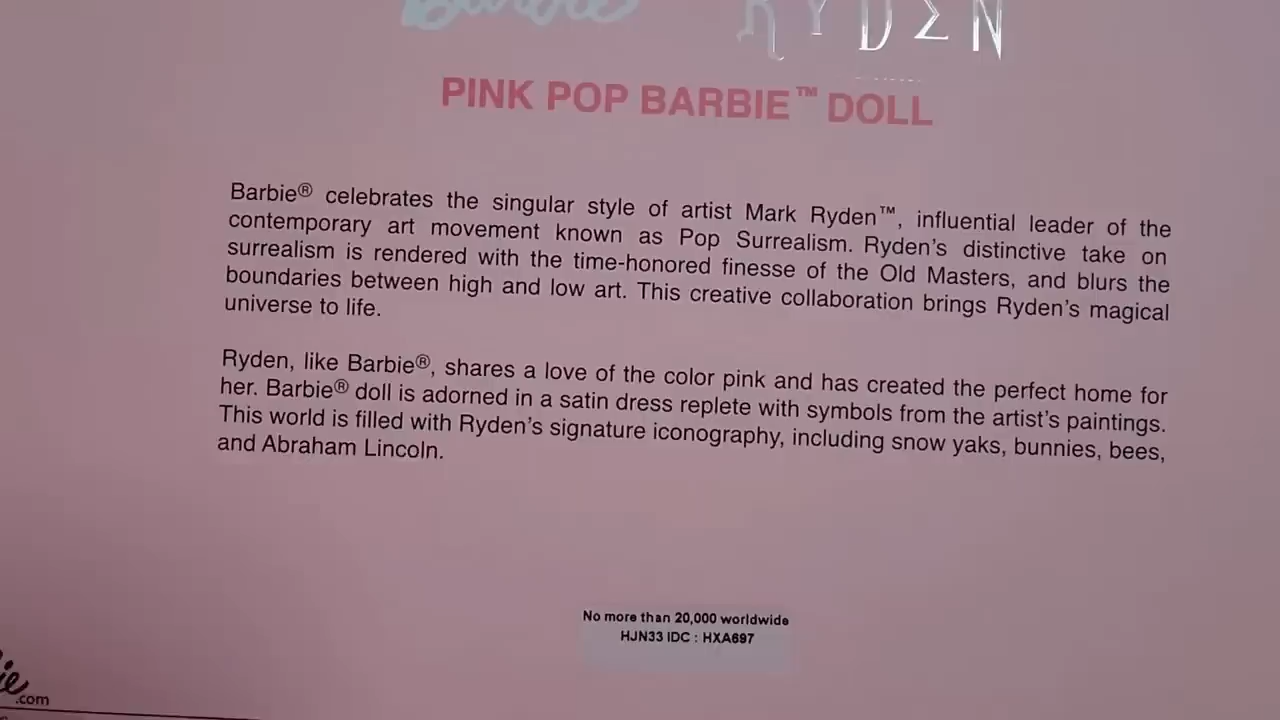 Barbie
RYDΣN
PINK POP BARBIE™ DOLL
Barbie® celebrates the singular style of artist Mark Ryden™, influential leader of the
contemporary art movement known as Pop Surrealism. Ryden's distinctive take on
surrealism is rendered with the time-honored finesse of the Old Masters, and blurs the
boundaries between high and low art. This creative collaboration brings Ryden's magical
universe to life.
Ryden, like Barbie®, shares a love of the color pink and has created the perfect home for
her. Barbie® doll is adorned in a satin dress replete with symbols from the artist's paintings.
This world is filled with Ryden's signature iconography, including snow yaks, bunnies, bees,
and Abraham Lincoln.
No more than 20,000 worldwide
HJN33 IDC : HXA697
.com